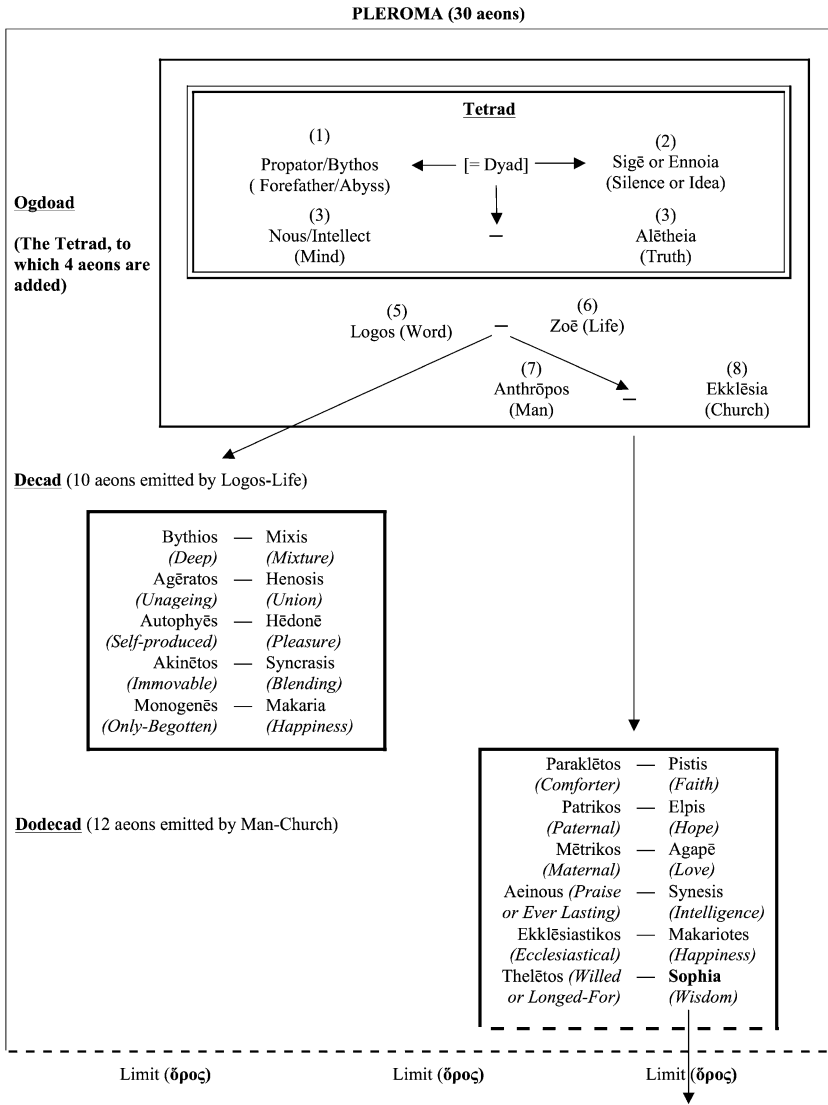 PLEROMA (30 aeons)
Tetrad
(1)
Propator/Bythos
( Forefather/Abyss)
[= Dyad]
(2)
Sigē or Ennoia
(Silence or Idea)
Ogdoad
(The Tetrad, to
which 4 aeons are
added)
(3)
Nous/Intellect
(Mind)
—
(3)
Alētheia
(Truth)
(5)
Logos (Word)
—
(6)
Zoē (Life)
(7)
Anthrōpos
(Man)
—
(8)
Ekklēsia
(Church)
Decad (10 aeons emitted by Logos-Life)
Bythios — Mixis
(Deep) (Mixture)
Agēratos — Henosis
(Unageing) (Union)
Autophyēs — Hēdonē
(Self-produced) (Pleasure)
Akinētos — Syncrasis
(Immovable) (Blending)
Monogenēs — Makaria
(Only-Begotten) (Happiness)
Dodecad (12 aeons emitted by Man-Church)
Paraklētos — Pistis
(Comforter) (Faith)
Patrikos — Elpis
(Paternal) (Hope)
Mētrikos — Agapē
(Maternal) (Love)
Aeinous (Praise — Synesis
or Ever Lasting) (Intelligence)
Ekklēsiastikos — Makariotes
(Ecclesiastical) (Happiness)
Thelētos (Willed — Sophia
or Longed-For) (Wisdom)
Limit (ὅρος) Limit (ὅρος) Limit (ὅρος)